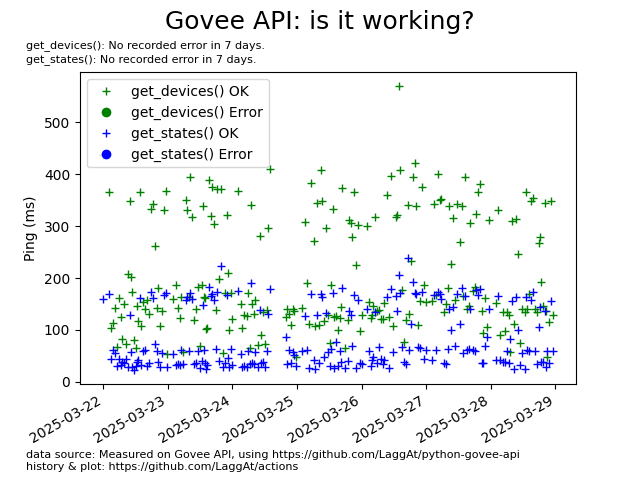 Govee API: is it working?
get_devices(): No recorded error in 7 days.
get_states(): No recorded error in 7 days.
get_devices() OK
get_devices() Error
get_states() OK
get_states() Error
Ping (ms)
500
400
300
200
100
0
2025-03-22
2025-03-23
2025-03-24
2025-03-25
2025-03-26
2025-03-27
2025-03-28
2025-03-29
data source: Measured on Govee API, using https://github.com/LaggAt/python-govee-api
history & plot: https://github.com/LaggAt/actions